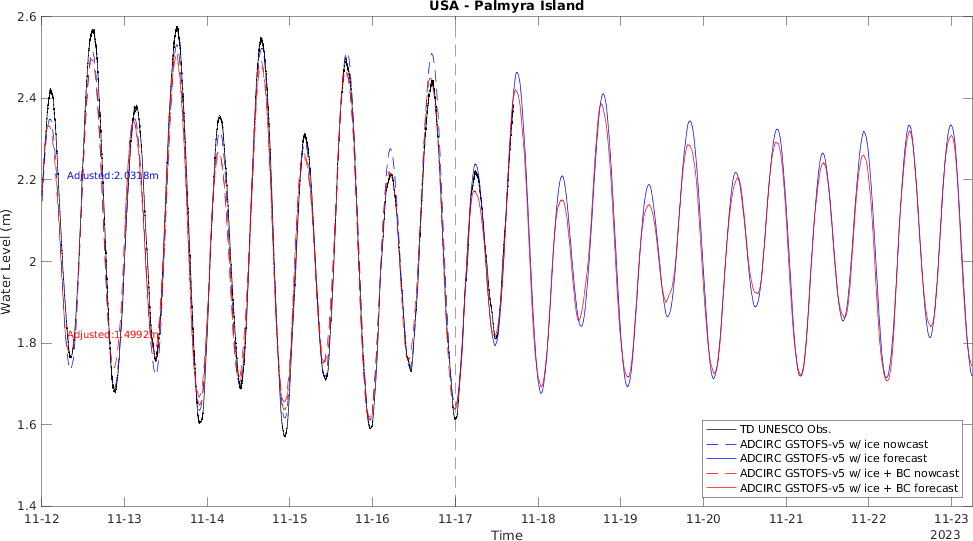 USA - Palmyra Island
Water Level (m)
2.6
2.4
2.2
2
1.8
1.6
1.4
Adjusted:2.0318m
Adjusted:1.4992m
TD UNESCO Obs.
ADCIRC GSTOFS-v5 w/ ice nowcast
ADCIRC GSTOFS-v5 w/ ice forecast
ADCIRC GSTOFS-v5 w/ ice + BC nowcast
ADCIRC GSTOFS-v5 w/ ice + BC forecast
11-12 11-13 11-14 11-15 11-16 11-17 11-18 11-19 11-20 11-21 11-22 11-23
Time
2023